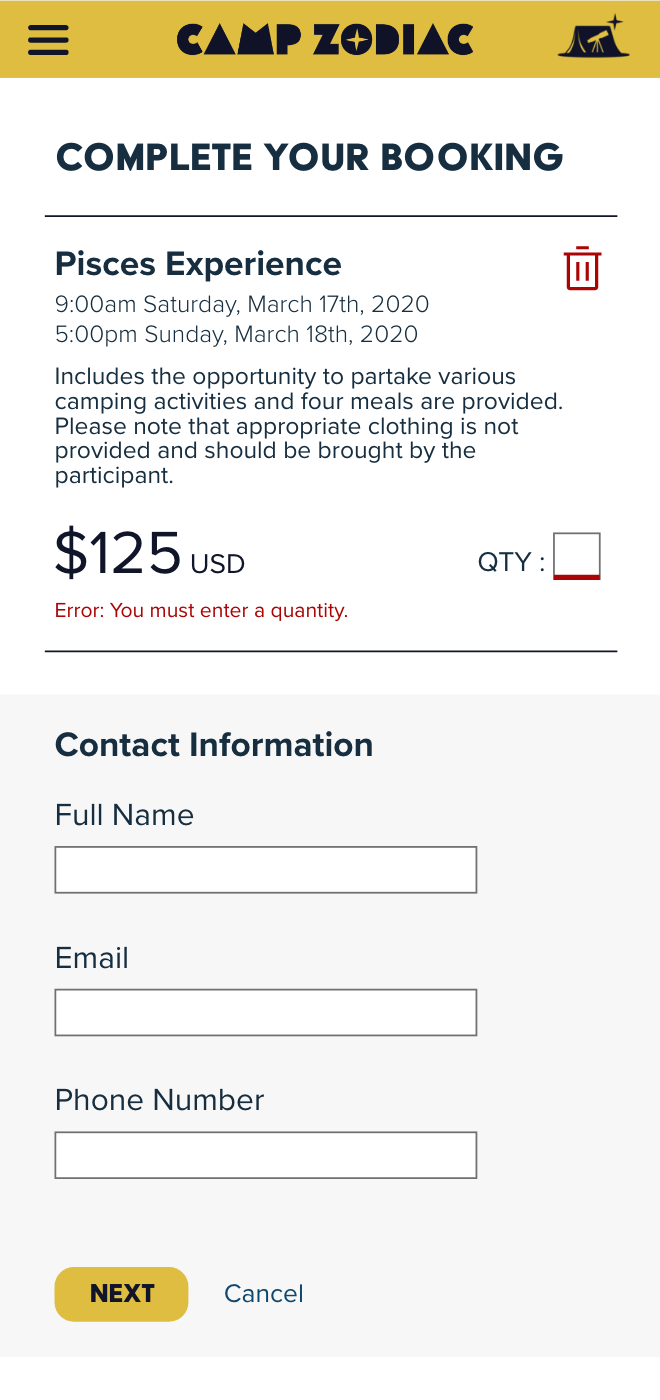 CAMP ZODIAC
COMPLETE YOUR BOOKING
Pisces Experience
9:00am Saturday, March 17th, 2020
5:00pm Sunday, March 18th, 2020
Includes the opportunity to partake various
camping activities and four meals are provided.
Please note that appropriate clothing is not
provided and should be brought by the
participant.
$125 USD QTY :
Error: You must enter a quantity.
Contact Information
Full Name
Email
Phone Number
NEXT Cancel